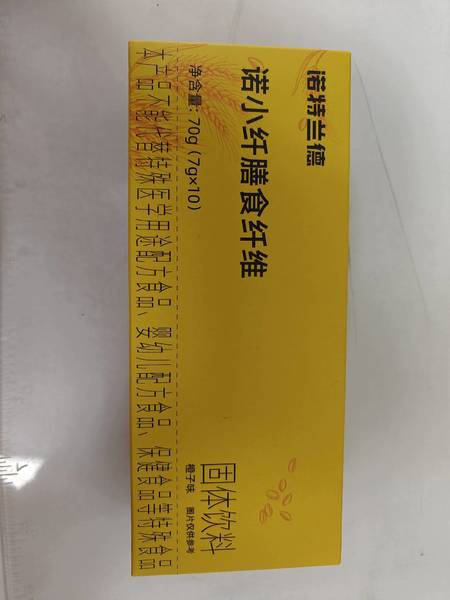 诺特兰德
诺小纤膳食纤维
净含量：70g（7g×10）
固体饮料
橙子味 图片仅供参考
本产品不能代替特殊医学用途配方食品、婴幼儿配方食品、保健食品等特殊食品